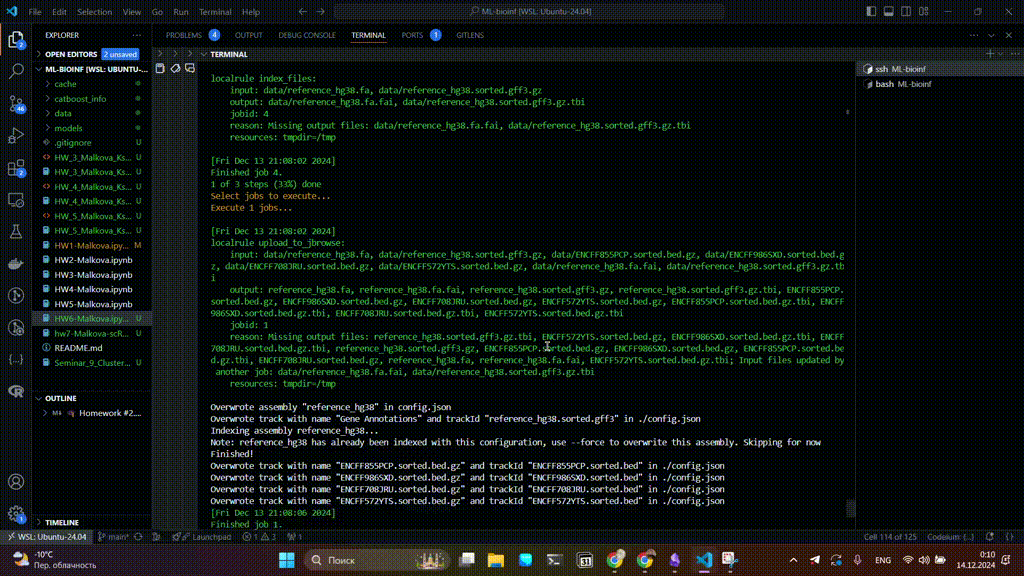 File Edit Selection View Go Run Terminal Help
ML-bioinf [WSL: Ubuntu-24.04]
EXPLORER
PROBLEMS 4 OUTPUT DEBUG CONSOLE TERMINAL PORTS 1 GITLENS
OPEN EDITORS 2 unsaved
TERMINAL
ML-BIOINF [WSL: UBUNTU-...
cache
catboost_info
data
models
.gitignore U
HW_3_Malkova_Ks... U
HW_3_Malkova_Ks... U
HW_4_Malkova_Ks... U
HW_4_Malkova_Ks... U
HW_5_Malkova_Ks... U
HW_5_Malkova_Ks... U
HW1-Malkova.ipy... M
HW2-Malkova.ipynb
HW3-Malkova.ipynb
HW4-Malkova.ipynb
HW5-Malkova.ipynb
HW6-Malkova.ipy... U
hw7-Malkova-scR... U
README.md
Seminar_9_Cluster... U
OUTLINE
M↓ Homework #2....
TIMELINE
localrule index_files:
input: data/reference_hg38.fa, data/reference_hg38.sorted.gff3.gz
output: data/reference_hg38.fa.fai, data/reference_hg38.sorted.gff3.gz.tbi
jobid: 4
reason: Missing output files: data/reference_hg38.fa.fai, data/reference_hg38.sorted.gff3.gz.tbi
resources: tmpdir=/tmp
[Fri Dec 13 21:08:02 2024]
Finished job 4.
1 of 3 steps (33%) done
Select jobs to execute...
Execute 1 jobs...
[Fri Dec 13 21:08:02 2024]
localrule upload_to_jbrowse:
input: data/reference_hg38.fa, data/reference_hg38.sorted.gff3.gz, data/ENCFF855PCP.sorted.bed.gz, data/ENCFF986SXD.sorted.bed.g
z, data/ENCFF708JRU.sorted.bed.gz, data/ENCFF572YTS.sorted.bed.gz, data/reference_hg38.fa.fai, data/reference_hg38.sorted.gff3.gz.tb
i
output: reference_hg38.fa, reference_hg38.sorted.gff3.gz, reference_hg38.fa.fai, reference_hg38.sorted.gff3.gz.tbi, ENCFF855PCP.
sorted.bed.gz, ENCFF986SXD.sorted.bed.gz, ENCFF708JRU.sorted.bed.gz, ENCFF572YTS.sorted.bed.gz, ENCFF855PCP.sorted.bed.gz.tbi, ENCFF
986SXD.sorted.bed.gz.tbi, ENCFF708JRU.sorted.bed.gz.tbi, ENCFF572YTS.sorted.bed.gz.tbi
jobid: 1
reason: Missing output files: reference_hg38.sorted.gff3.gz.tbi, ENCFF572YTS.sorted.bed.gz, ENCFF986SXD.sorted.bed.gz.tbi, ENCFF
708JRU.sorted.bed.gz.tbi, reference_hg38.sorted.gff3.gz, ENCFF855PCP.sorted.bed.gz, ENCFF986SXD.sorted.bed.gz, ENCFF855PCP.sorted.be
d.gz.tbi, ENCFF708JRU.sorted.bed.gz, reference_hg38.fa, reference_hg38.fa.fai, ENCFF572YTS.sorted.bed.gz.tbi; Input files updated by
another job: data/reference_hg38.fa.fai, data/reference_hg38.sorted.gff3.gz.tbi
resources: tmpdir=/tmp
Overwrote assembly "reference_hg38" in config.json
Overwrote track with name "Gene Annotations" and trackId "reference_hg38.sorted.gff3" in ./config.json
Indexing assembly reference_hg38...
Note: reference_hg38 has already been indexed with this configuration, use --force to overwrite this assembly. Skipping for now
Finished!
Overwrote track with name "ENCFF855PCP.sorted.bed.gz" and trackId "ENCFF855PCP.sorted.bed" in ./config.json
Overwrote track with name "ENCFF986SXD.sorted.bed.gz" and trackId "ENCFF986SXD.sorted.bed" in ./config.json
Overwrote track with name "ENCFF708JRU.sorted.bed.gz" and trackId "ENCFF708JRU.sorted.bed" in ./config.json
Overwrote track with name "ENCFF572YTS.sorted.bed.gz" and trackId "ENCFF572YTS.sorted.bed" in ./config.json
[Fri Dec 13 21:08:06 2024]
Finished job 1.
ssh ML-bioinf
bash ML-bioinf
WSL: Ubuntu-24.04 main* Launchpad 1 3 1 Cell 114 of 125 Codeium: {...}
-10°C
Пер. облачность
Поиск
ENG
0:10
14.12.2024